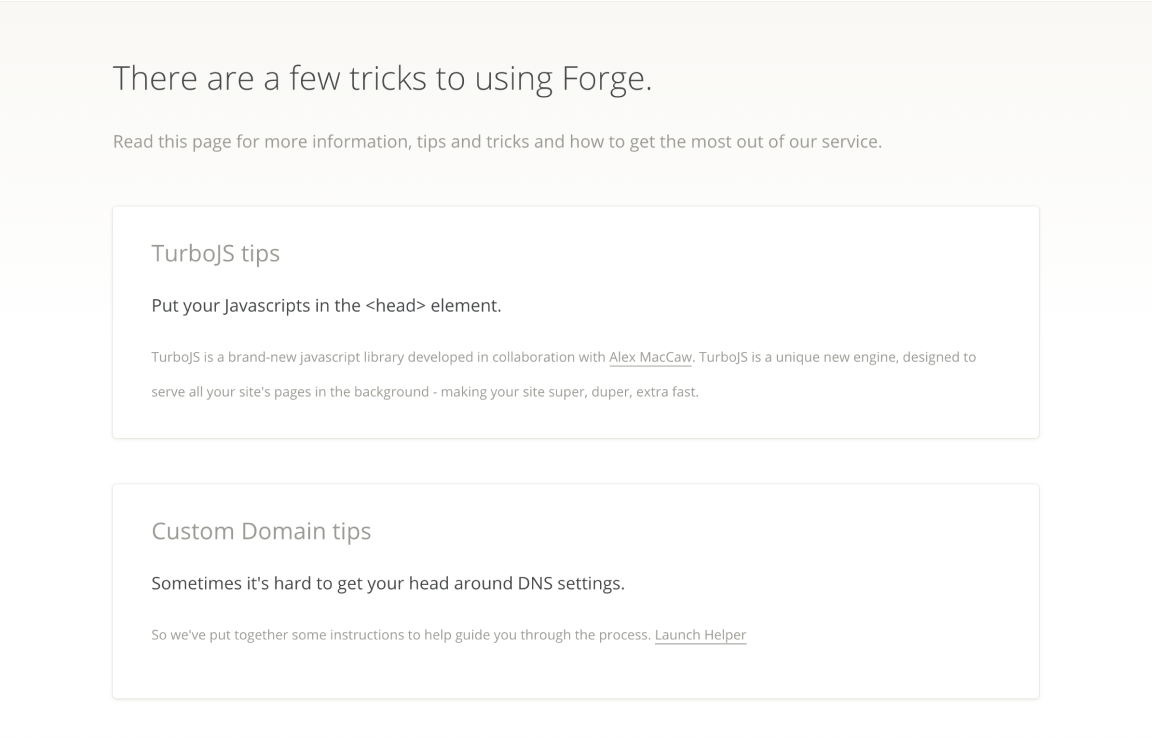 There are a few tricks to using Forge.
Read this page for more information, tips and tricks and how to get the most out of our service.
TurboJS tips
Put your Javascripts in the <head> element.
TurboJS is a brand-new javascript library developed in collaboration with Alex MacCaw. TurboJS is a unique new engine, designed to
serve all your site's pages in the background - making your site super, duper, extra fast.
Custom Domain tips
Sometimes it's hard to get your head around DNS settings.
So we've put together some instructions to help guide you through the process. Launch Helper